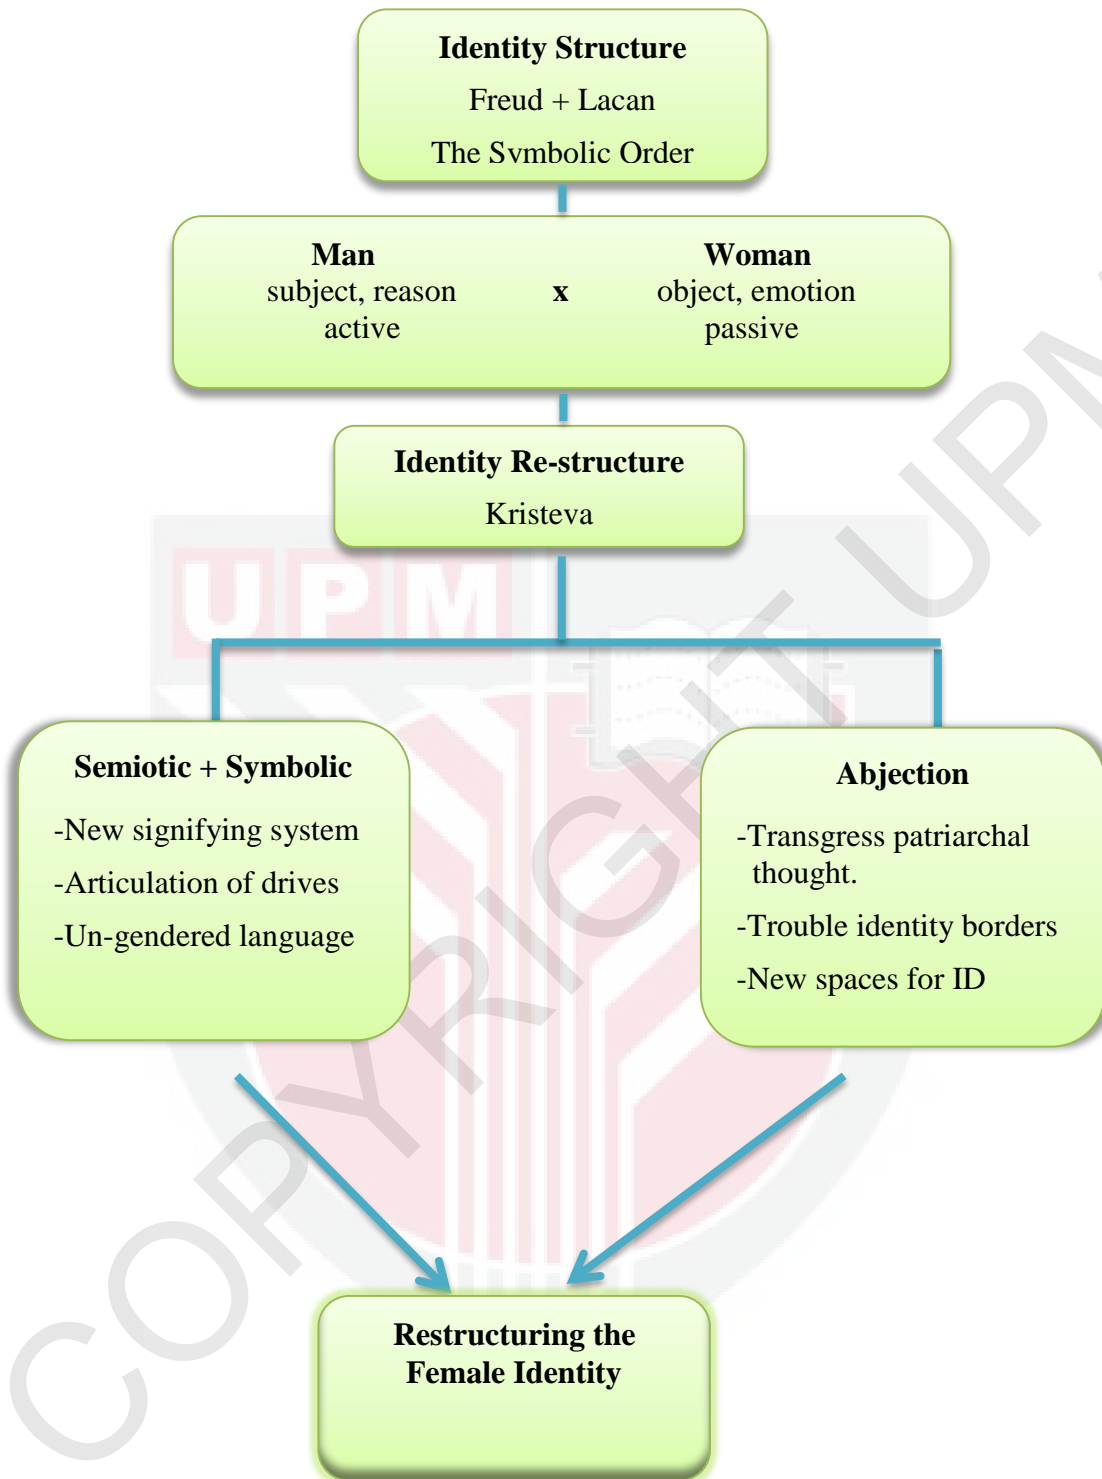 Identity Structure
Freud + Lacan
The Svmbolic Order
Man
subject, reason
active
x
Woman
object, emotion
passive
Identity Re-structure
Kristeva
UPM
Semiotic + Symbolic
-New signifying system
-Articulation of drives
-Un-gendered language
Abjection
-Transgress patriarchal
thought.
-Trouble identity borders
-New spaces for ID
Restructuring the
Female Identity
COPYRIGHT UPM